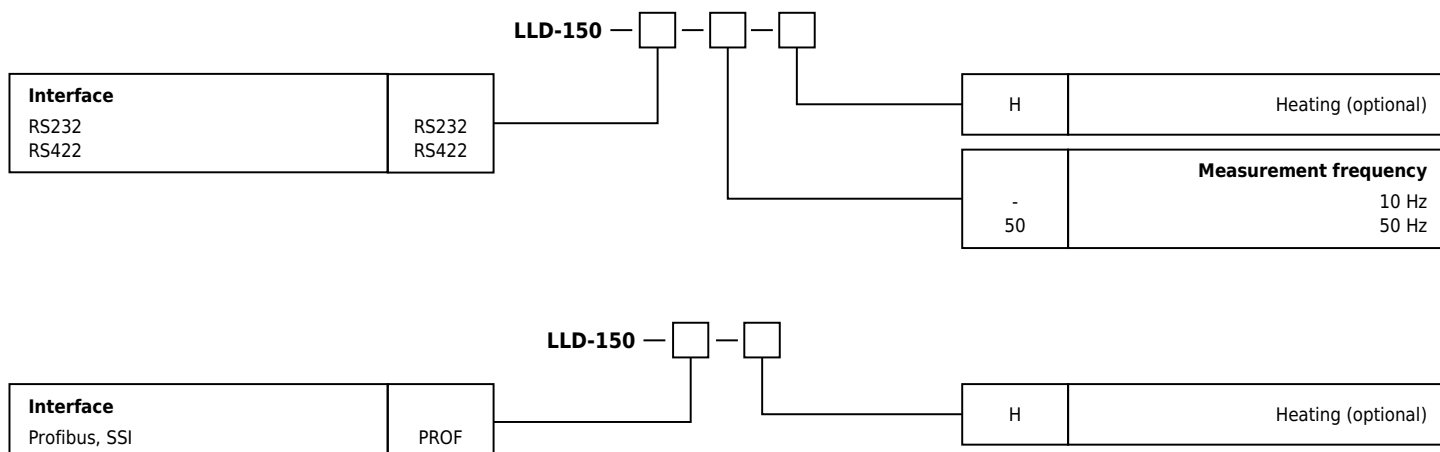 LLD-150 — □ — □ — □
Interface
RS232 RS232
RS422 RS422
H Heating (optional)
Measurement frequency
- 10 Hz
50 50 Hz
LLD-150 — □ — □
Interface
Profibus, SSI PROF
H Heating (optional)